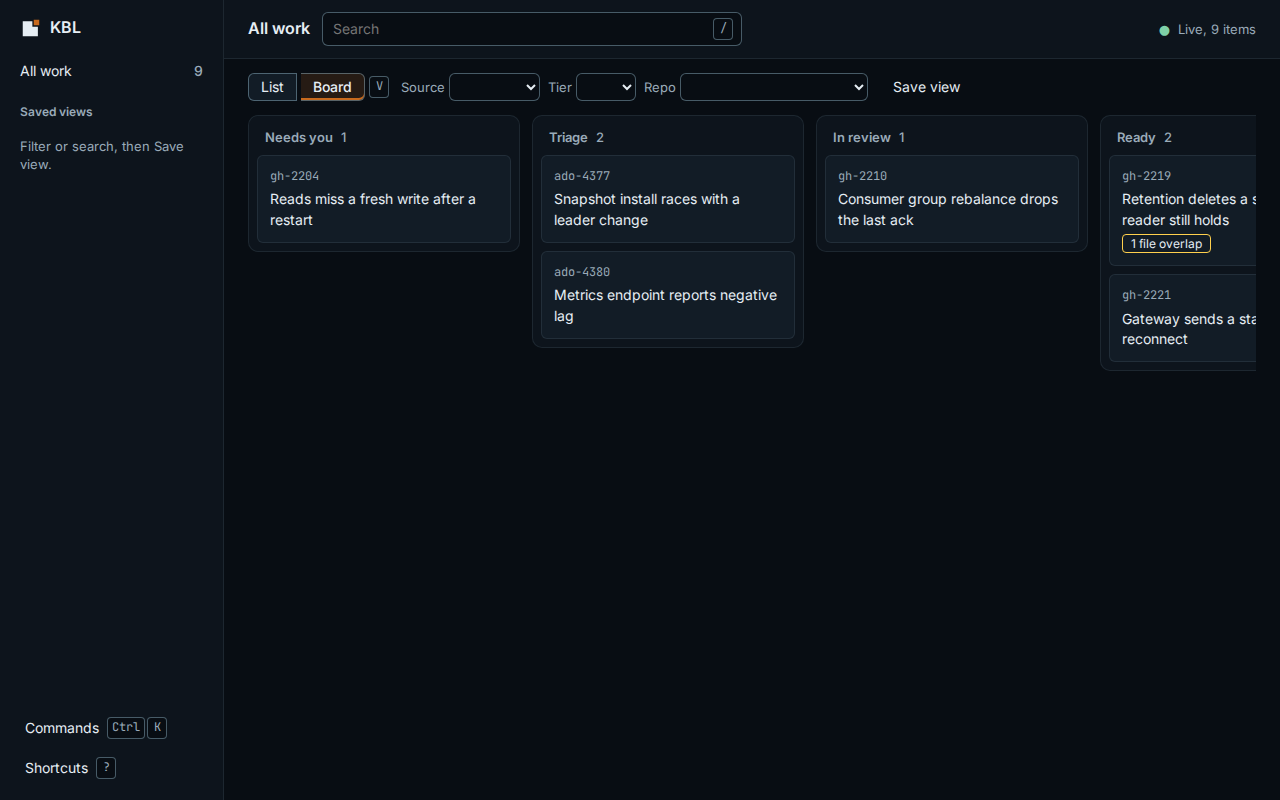 KBL
All work 9
Saved views
Filter or search, then Save
view.
Commands Ctrl K
Shortcuts ?
All work
Search /
Live, 9 items
List Board V Source Tier Repo Save view
Needs you 1
gh-2204
Reads miss a fresh write after a
restart
Triage 2
ado-4377
Snapshot install races with a
leader change
ado-4380
Metrics endpoint reports negative
lag
In review 1
gh-2210
Consumer group rebalance drops
the last ack
Ready 2
gh-2219
Retention deletes a
reader still holds
1 file overlap
gh-2221
Gateway sends a
reconnect